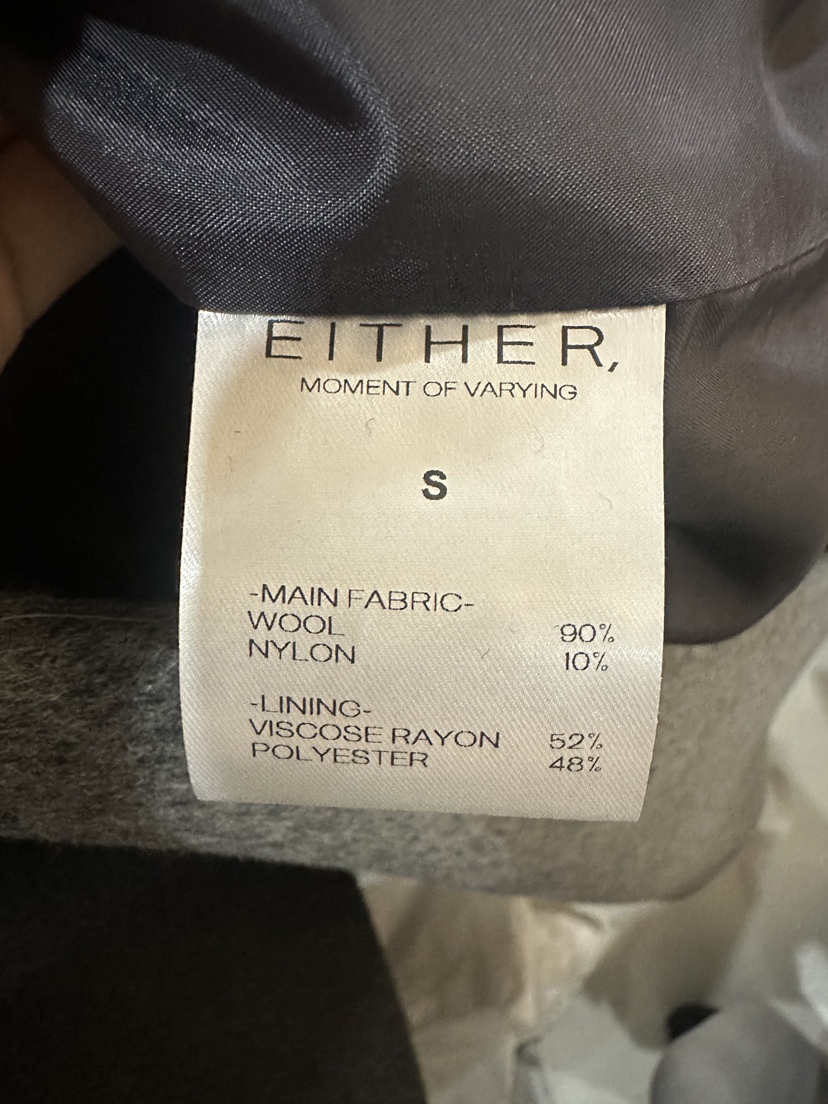 EITHER,
MOMENT OF VARYING
S
-MAIN FABRIC-
WOOL 90%
NYLON 10%
-LINING-
VISCOSE RAYON 52%
POLYESTER 48%